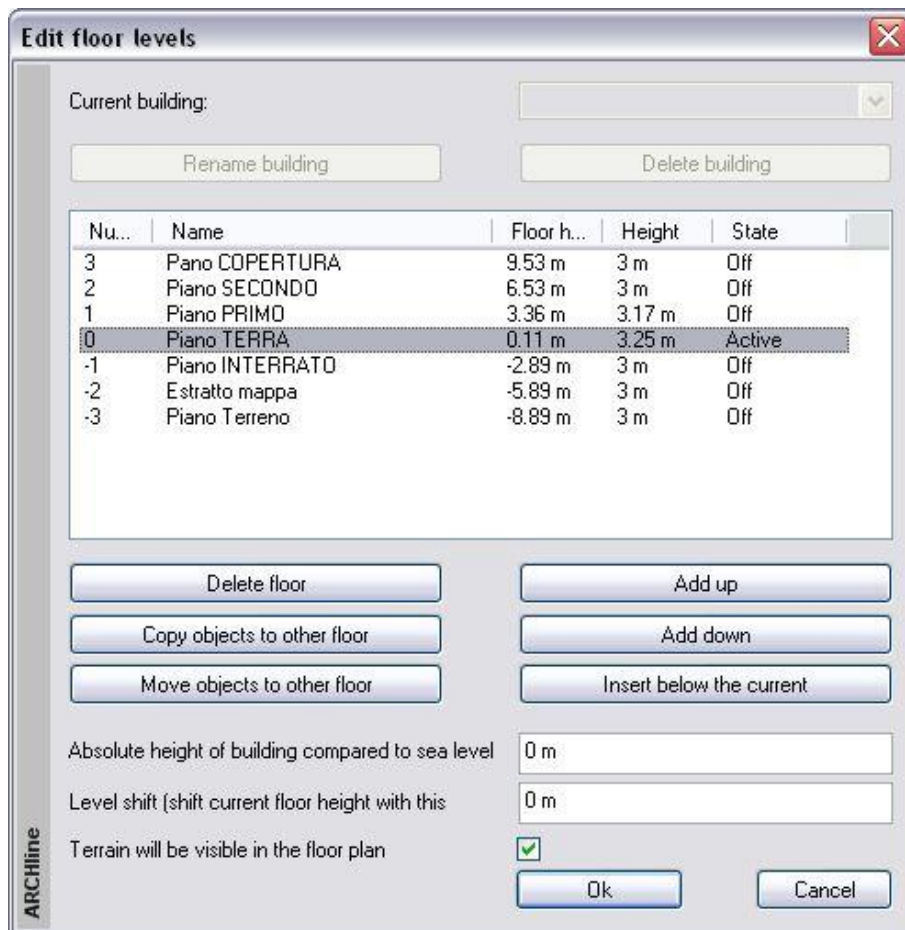 Edit floor levels
Current building:
Rename building Delete building
Nu... Name Floor h... Height State
3 Pano COPERTURA 9.53 m 3 m Off
2 Piano SECONDO 6.53 m 3 m Off
1 Piano PRIMO 3.36 m 3.17 m Off
0 Piano TERRA 0.11 m 3.25 m Active
-1 Piano INTERRATO -2.89 m 3 m Off
-2 Estratto mappa -5.89 m 3 m Off
-3 Piano Terreno -8.89 m 3 m Off
Delete floor Add up
Copy objects to other floor Add down
Move objects to other floor Insert below the current
Absolute height of building compared to sea level 0 m
Level shift (shift current floor height with this 0 m
Terrain will be visible in the floor plan
Ok Cancel
ARCHline